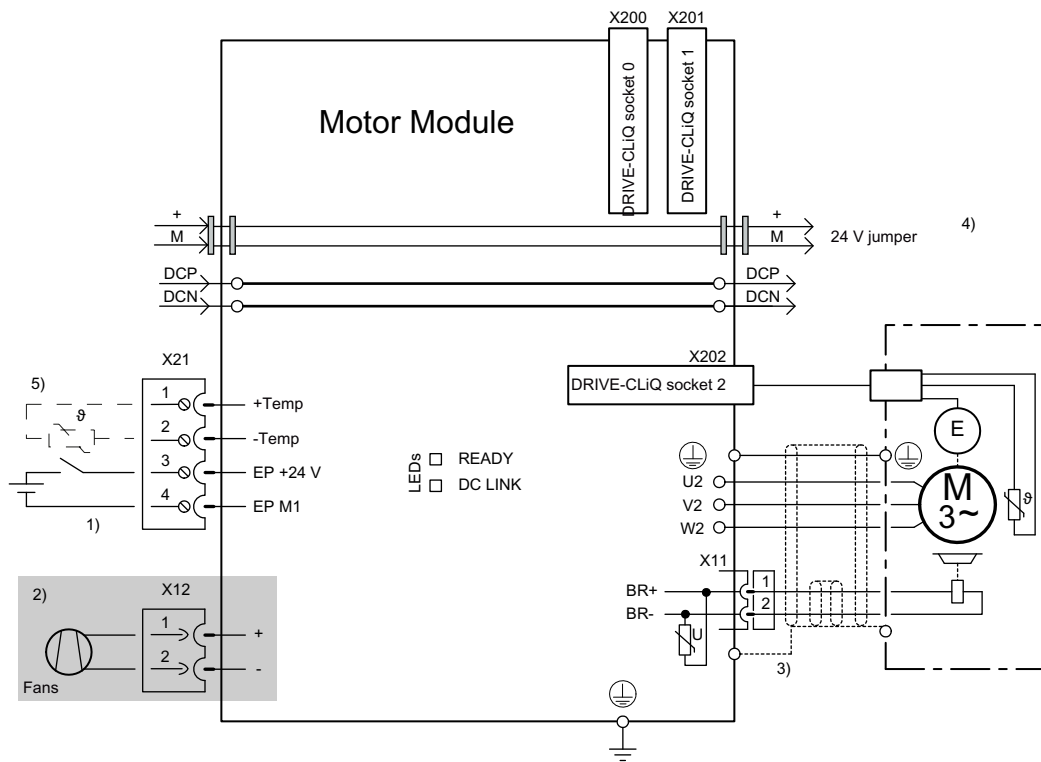 X200 X201
DRIVE-CLiQ socket 0
DRIVE-CLiQ socket 1
Motor Module
+ +
M M
24 V jumper
4)
DCP DCP
DCN DCN
X21
5)
1 +Temp
ϑ
2 -Temp
3 EP +24 V
4 EP M1
1)
X202
DRIVE-CLiQ socket 2
E
LEDs
READY
DC LINK
U2
V2
W2
M
3~
ϑ
X11
BR+ 1
BR- 2
U
3)
2)
X12
1 +
2 -
Fans